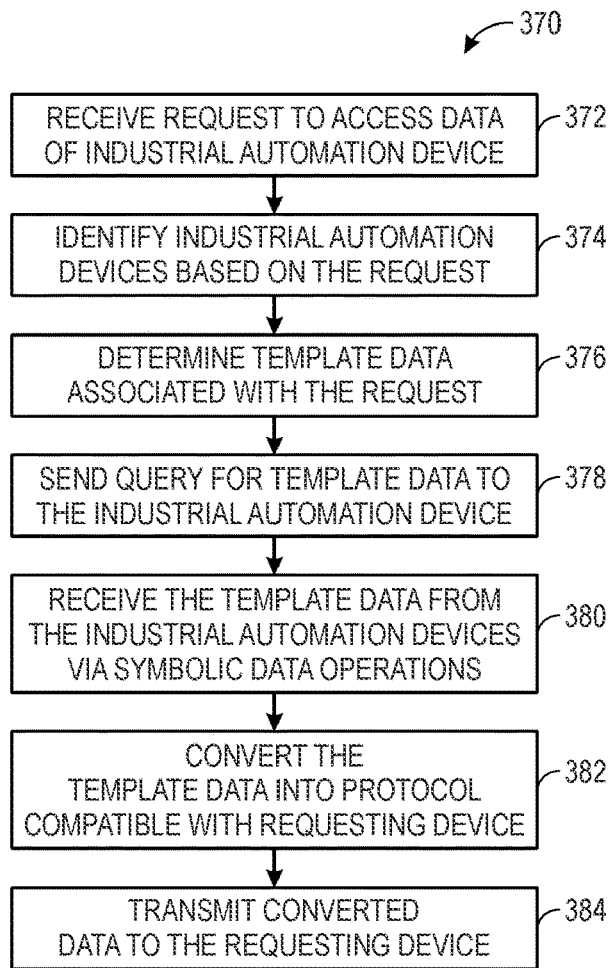 370
RECEIVE REQUEST TO ACCESS DATA
OF INDUSTRIAL AUTOMATION DEVICE
372
IDENTIFY INDUSTRIAL AUTOMATION
DEVICES BASED ON THE REQUEST
374
DETERMINE TEMPLATE DATA
ASSOCIATED WITH THE REQUEST
376
SEND QUERY FOR TEMPLATE DATA TO
THE INDUSTRIAL AUTOMATION DEVICE
378
RECEIVE THE TEMPLATE DATA FROM
THE INDUSTRIAL AUTOMATION DEVICES
VIA SYMBOLIC DATA OPERATIONS
380
CONVERT THE
TEMPLATE DATA INTO PROTOCOL
COMPATIBLE WITH REQUESTING DEVICE
382
TRANSMIT CONVERTED
DATA TO THE REQUESTING DEVICE
384